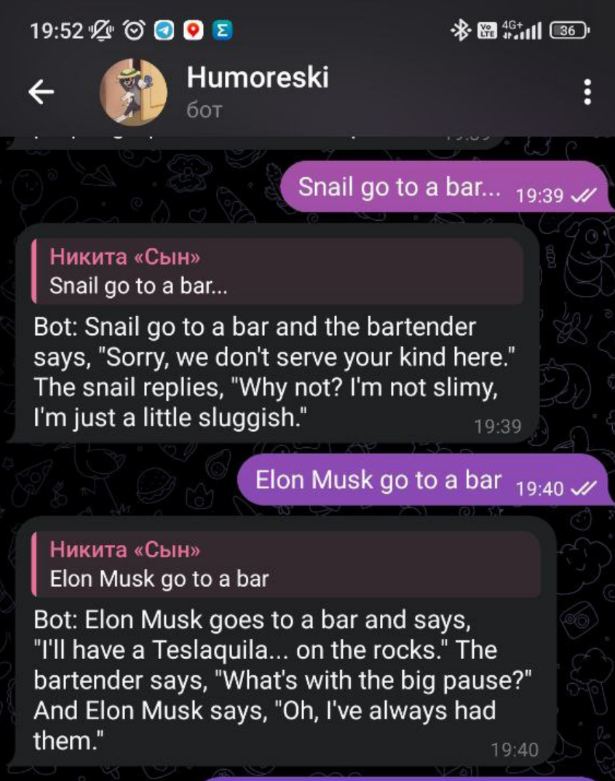 19:52
VoLTE 4G+ 36
Humoreski
бот
Snail go to a bar... 19:39
Никита «Сын»
Snail go to a bar...
Bot: Snail go to a bar and the bartender
says, "Sorry, we don't serve your kind here."
The snail replies, "Why not? I'm not slimy,
I'm just a little sluggish."
19:39
Elon Musk go to a bar 19:40
Никита «Сын»
Elon Musk go to a bar
Bot: Elon Musk goes to a bar and says,
"I'll have a Teslaquila... on the rocks." The
bartender says, "What's with the big pause?"
And Elon Musk says, "Oh, I've always had
them."
19:40